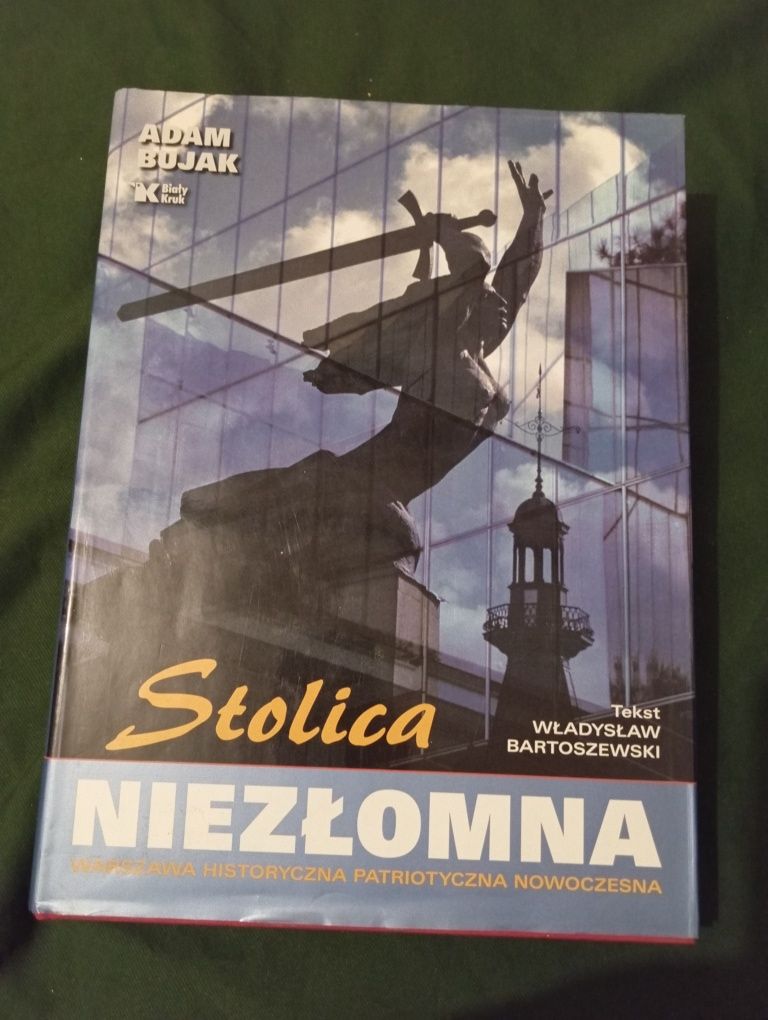 ADAM
BUJAK
Biały
Kruk
Stolica
Tekst
WŁADYSŁAW
BARTOSZEWSKI
NIEZŁOMNA
WARSZAWA HISTORYCZNA PATRIOTYCZNA NOWOCZESNA